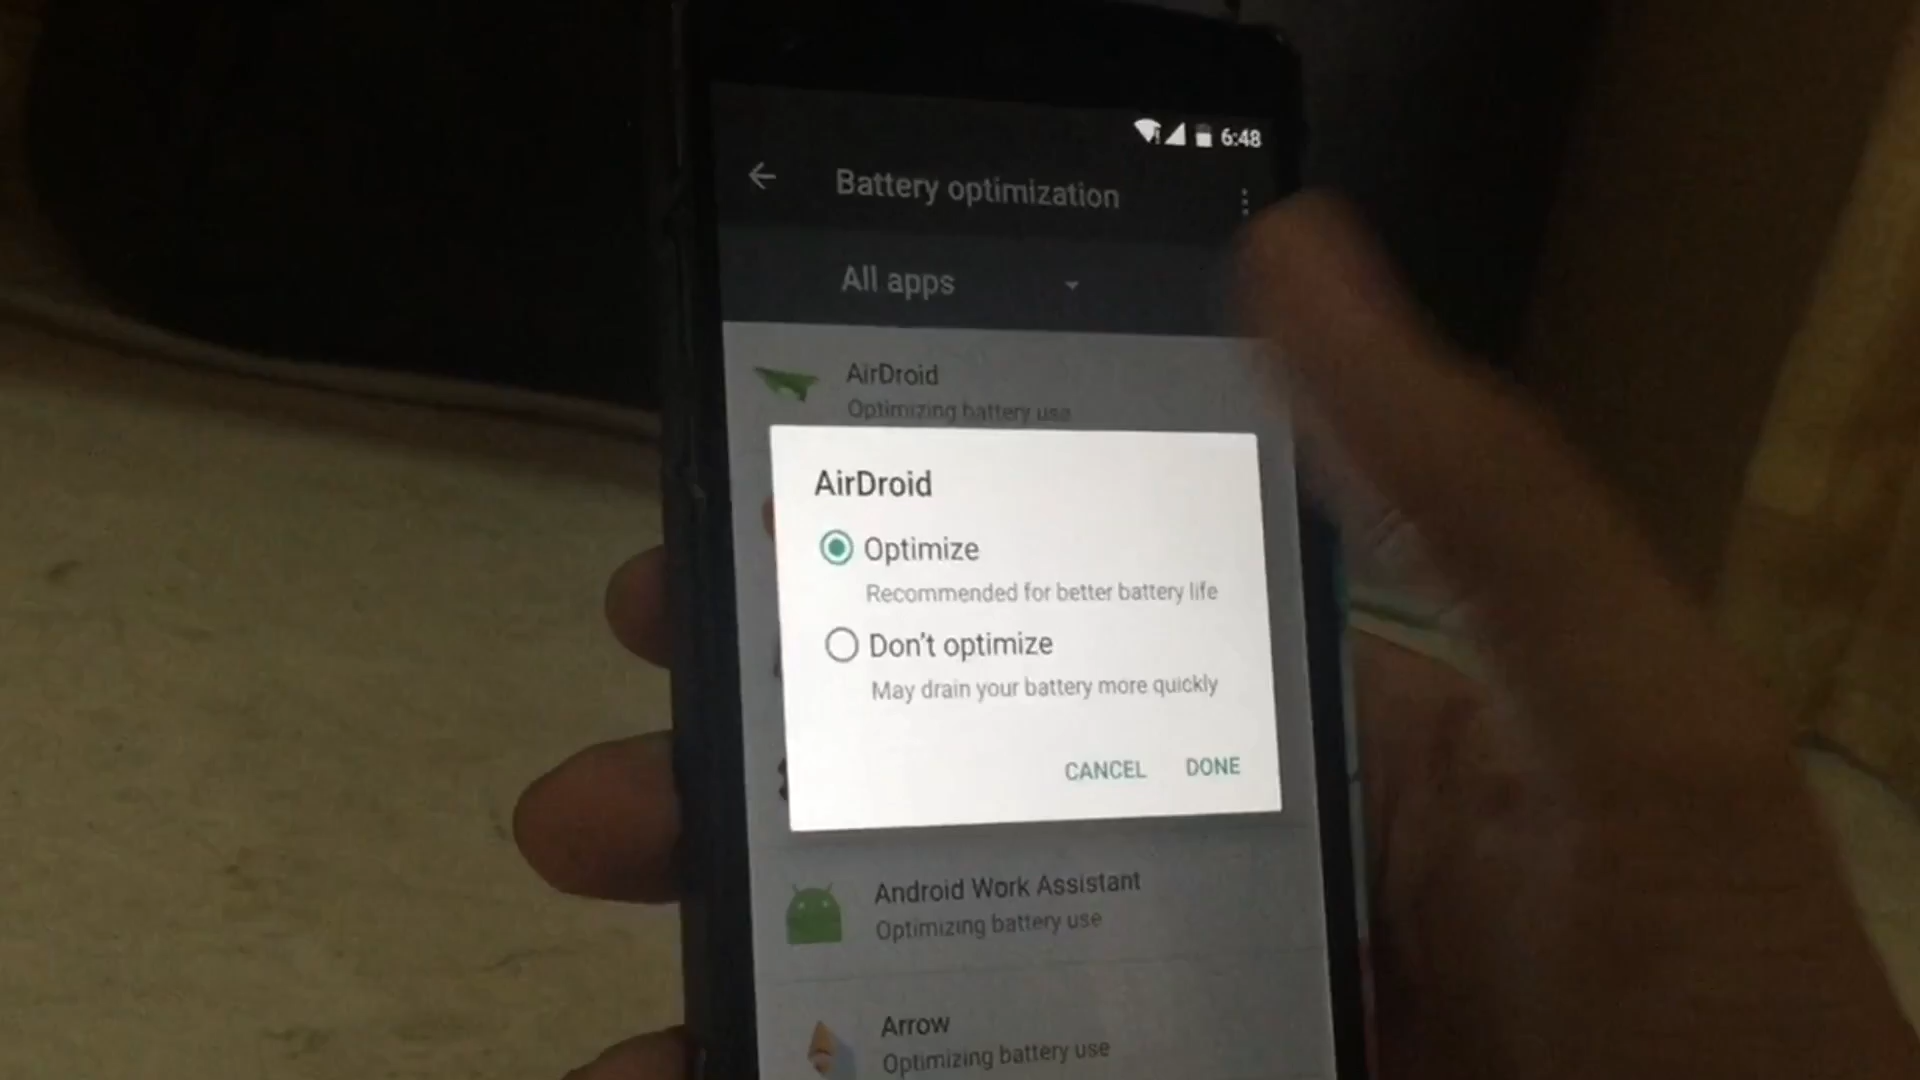 6:48
Battery optimization
All apps
AirDroid
Optimizing battery use
AirDroid
Optimize
Recommended for better battery life
Don't optimize
May drain your battery more quickly
CANCEL DONE
Android Work Assistant
Optimizing battery use
Arrow
Optimizing battery use